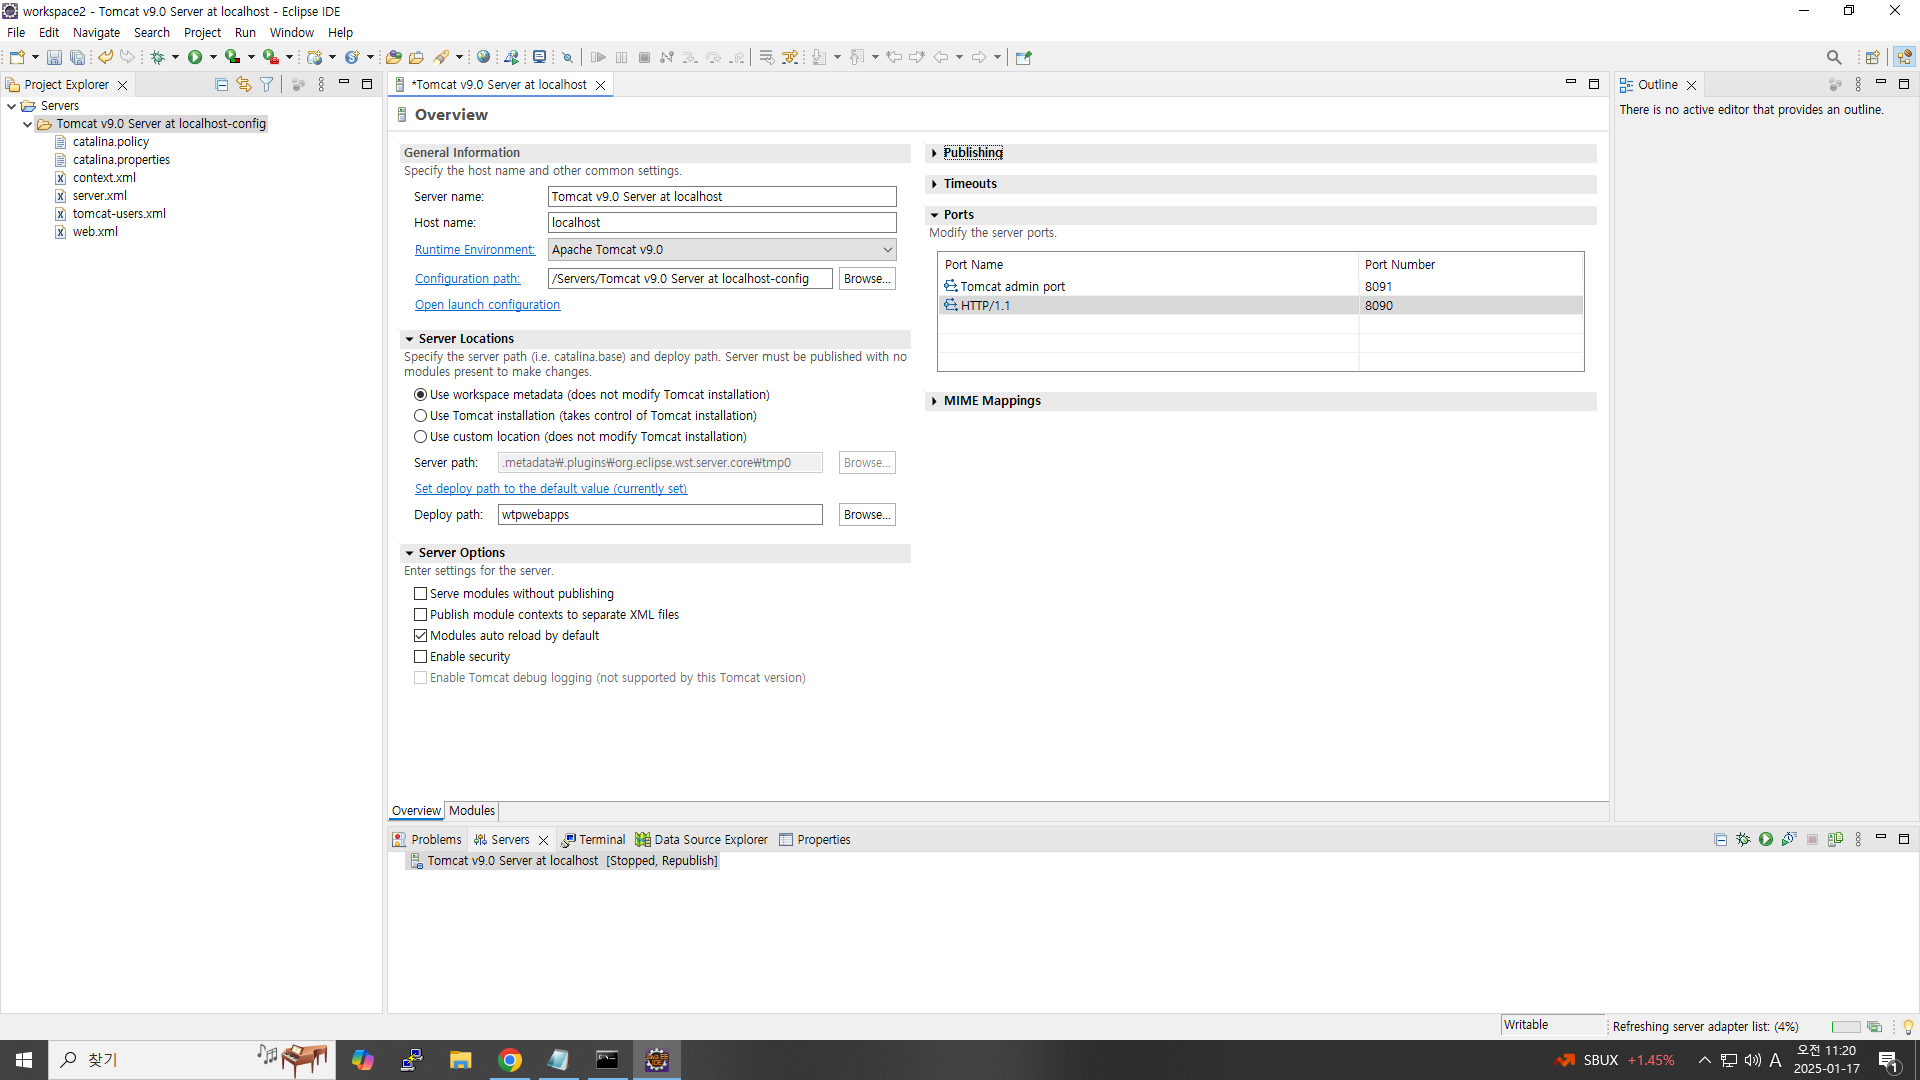 workspace2 - Tomcat v9.0 Server at localhost - Eclipse IDE
File Edit Navigate Search Project Run Window Help
Project Explorer
Servers
Tomcat v9.0 Server at localhost-config
catalina.policy
catalina.properties
context.xml
server.xml
tomcat-users.xml
web.xml
*Tomcat v9.0 Server at localhost
Overview
General Information
Specify the host name and other common settings.
Server name: Tomcat v9.0 Server at localhost
Host name: localhost
Runtime Environment: Apache Tomcat v9.0
Configuration path: /Servers/Tomcat v9.0 Server at localhost-config Browse...
Open launch configuration
Server Locations
Specify the server path (i.e. catalina.base) and deploy path. Server must be published with no
modules present to make changes.
Use workspace metadata (does not modify Tomcat installation)
Use Tomcat installation (takes control of Tomcat installation)
Use custom location (does not modify Tomcat installation)
Server path: .metadata₩.plugins₩org.eclipse.wst.server.core₩tmp0 Browse...
Set deploy path to the default value (currently set)
Deploy path: wtpwebapps Browse...
Server Options
Enter settings for the server.
Serve modules without publishing
Publish module contexts to separate XML files
Modules auto reload by default
Enable security
Enable Tomcat debug logging (not supported by this Tomcat version)
Publishing
Timeouts
Ports
Modify the server ports.
Port Name Port Number
Tomcat admin port 8091
HTTP/1.1 8090
MIME Mappings
Overview Modules
Outline
There is no active editor that provides an outline.
Problems Servers Terminal Data Source Explorer Properties
Tomcat v9.0 Server at localhost [Stopped, Republish]
Writable
Refreshing server adapter list: (4%)
찾기
SBUX +1.45%
A
오전 11:20
2025-01-17
1